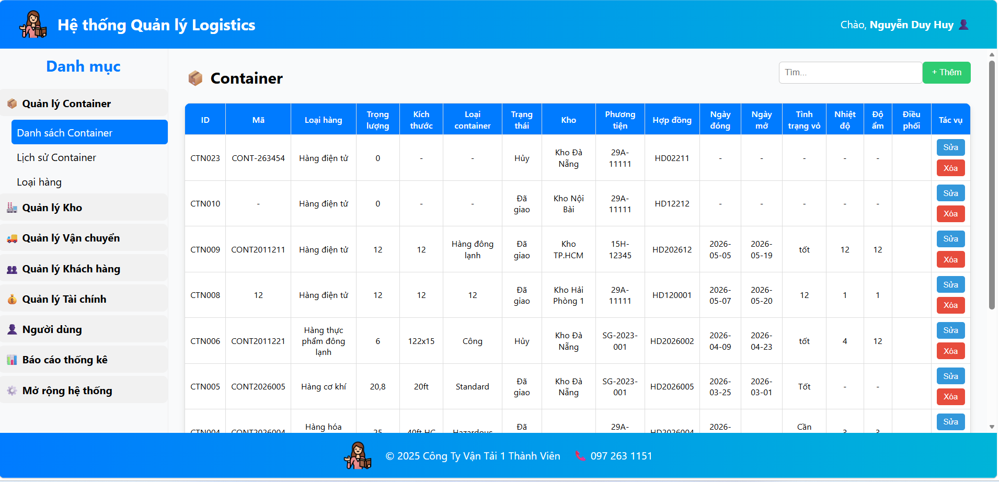 Hệ thống Quản lý Logistics
Chào, Nguyễn Duy Huy
Danh mục
Quản lý Container
Danh sách Container
Lịch sử Container
Loại hàng
Quản lý Kho
Quản lý Vận chuyển
Quản lý Khách hàng
Quản lý Tài chính
Người dùng
Báo cáo thống kê
Mở rộng hệ thống
Container
Tìm...
+ Thêm
ID Mã Loại hàng Trọng lượng Kích thước Loại container Trạng thái Kho Phương tiện Hợp đồng Ngày đóng Ngày mở Tình trạng vỏ Nhiệt độ Độ ẩm Điều phối Tác vụ
CTN023 CONT-263454 Hàng điện tử 0 - - Hủy Kho Đà Nẵng 29A-11111 HD02211 - - - - - Sửa Xóa
CTN010 - Hàng điện tử 0 - - Đã giao Kho Nội Bài 29A-11111 HD12212 - - - - - Sửa Xóa
CTN009 CONT2011211 Hàng điện tử 12 12 Hàng đông lạnh Đã giao Kho TP.HCM 15H-12345 HD202612 2026-05-05 2026-05-19 tốt 12 12 Sửa Xóa
CTN008 12 Hàng điện tử 12 12 12 Đã giao Kho Hải Phòng 1 29A-11111 HD120001 2026-05-07 2026-05-20 12 1 1 Sửa Xóa
CTN006 CONT2011221 Hàng thực phẩm đông lạnh 6 122x15 Công Hủy Kho Đà Nẵng SG-2023-001 HD2026002 2026-04-09 2026-04-23 tốt 4 12 Sửa Xóa
CTN005 CONT2026005 Hàng cơ khí 20,8 20ft Standard Đã giao Kho Đà Nẵng SG-2023-001 HD2026005 2026-03-25 2026-03-01 Tốt - - Sửa Xóa
CTN004 CONT2026004 Hàng hóa 25 40ft HC Hazardous Đã 29A- HD2026004 2026- Cần Sửa
© 2025 Công Ty Vận Tải 1 Thành Viên 097 263 1151